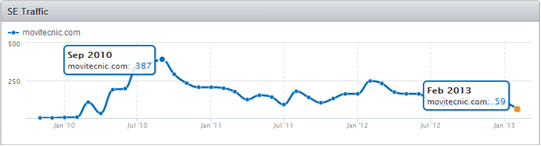 SE Traffic
movitecnic.com
500
Sep 2010
movitecnic.com: 387
250
Feb 2013
movitecnic.com: 59
Jan '10
Jul '10
Jan '11
Jul '11
Jan '12
Jul '12
Jan '13